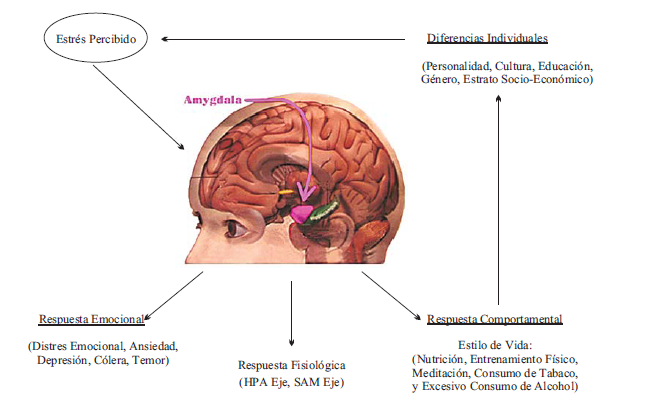 Estrés Percibido
Diferencias Individuales
(Personalidad, Cultura, Educación,
Género, Estrato Socio-Económico)
Amygdala
Respuesta Emocional
(Distres Emocional, Ansiedad,
Depresión, Cólera, Temor)
Respuesta Fisiológica
(HPA Eje, SAM Eje)
Respuesta Comportamental
Estilo de Vida:
(Nutrición, Entrenamiento Físico,
Meditación, Consumo de Tabaco,
y Excesivo Consumo de Alcohol)